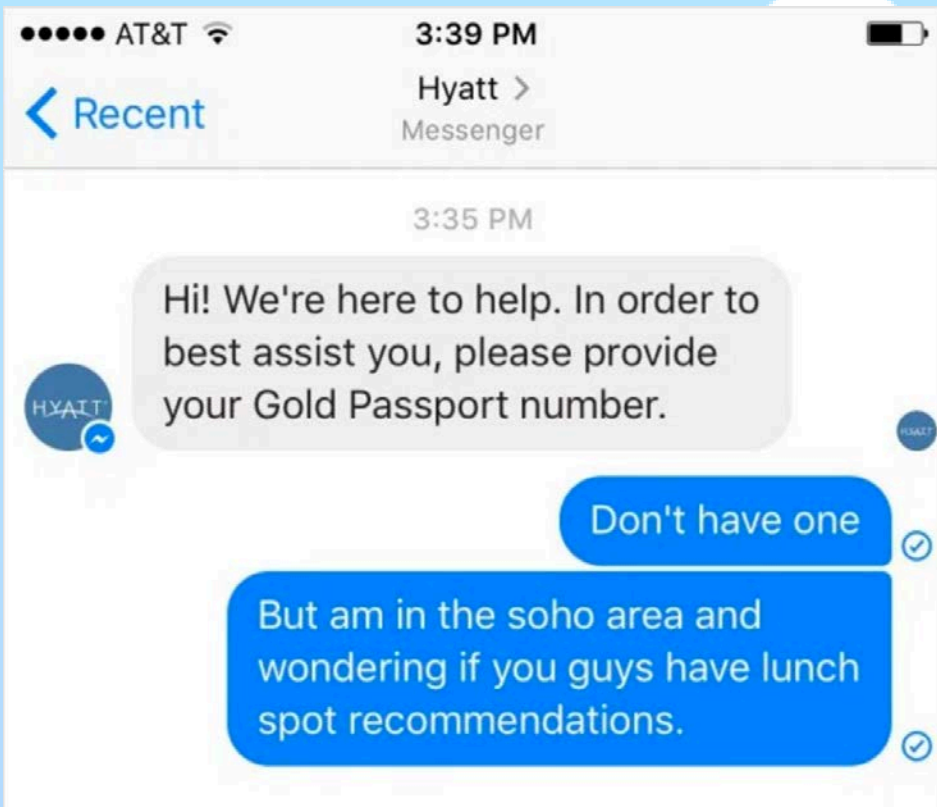 AT&T 3:39 PM
Recent
Hyatt
Messenger
3:35 PM
Hi! We're here to help. In order to
best assist you, please provide
your Gold Passport number.
HYATT
HYATT
Don't have one
But am in the soho area and
wondering if you guys have lunch
spot recommendations.